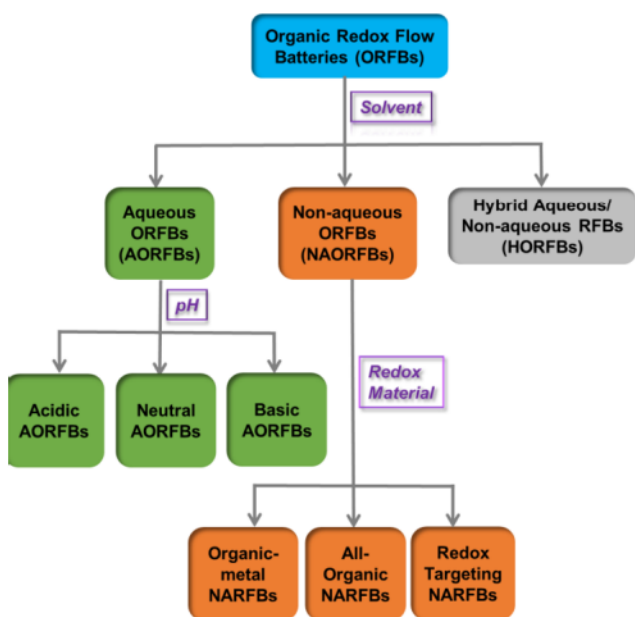 Organic Redox Flow
Batteries (ORFBs)
Solvent
Aqueous
ORFBs
(AORFBs)
Non-aqueous
ORFBs
(NAORFBs)
Hybrid Aqueous/
Non-aqueous RFBs
(HORFBs)
pH
Redox
Material
Acidic
AORFBs
Neutral
AORFBs
Basic
AORFBs
Organic-
metal
NARFBs
All-
Organic
NARFBs
Redox
Targeting
NARFBs